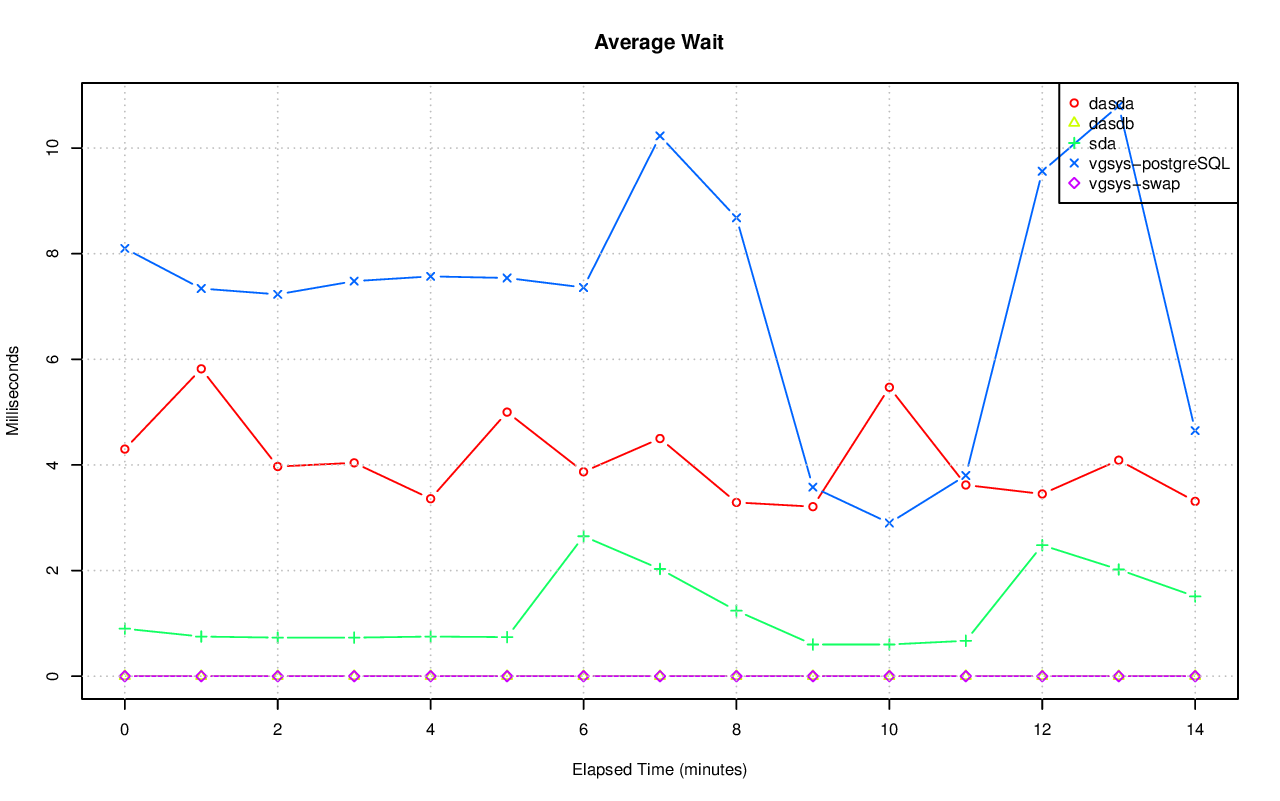 Average Wait
dasda
dasdb
sda
vgsys−postgreSQL
vgsys−swap
10
8
6
4
2
0
Milliseconds
0 2 4 6 8 10 12 14
Elapsed Time (minutes)